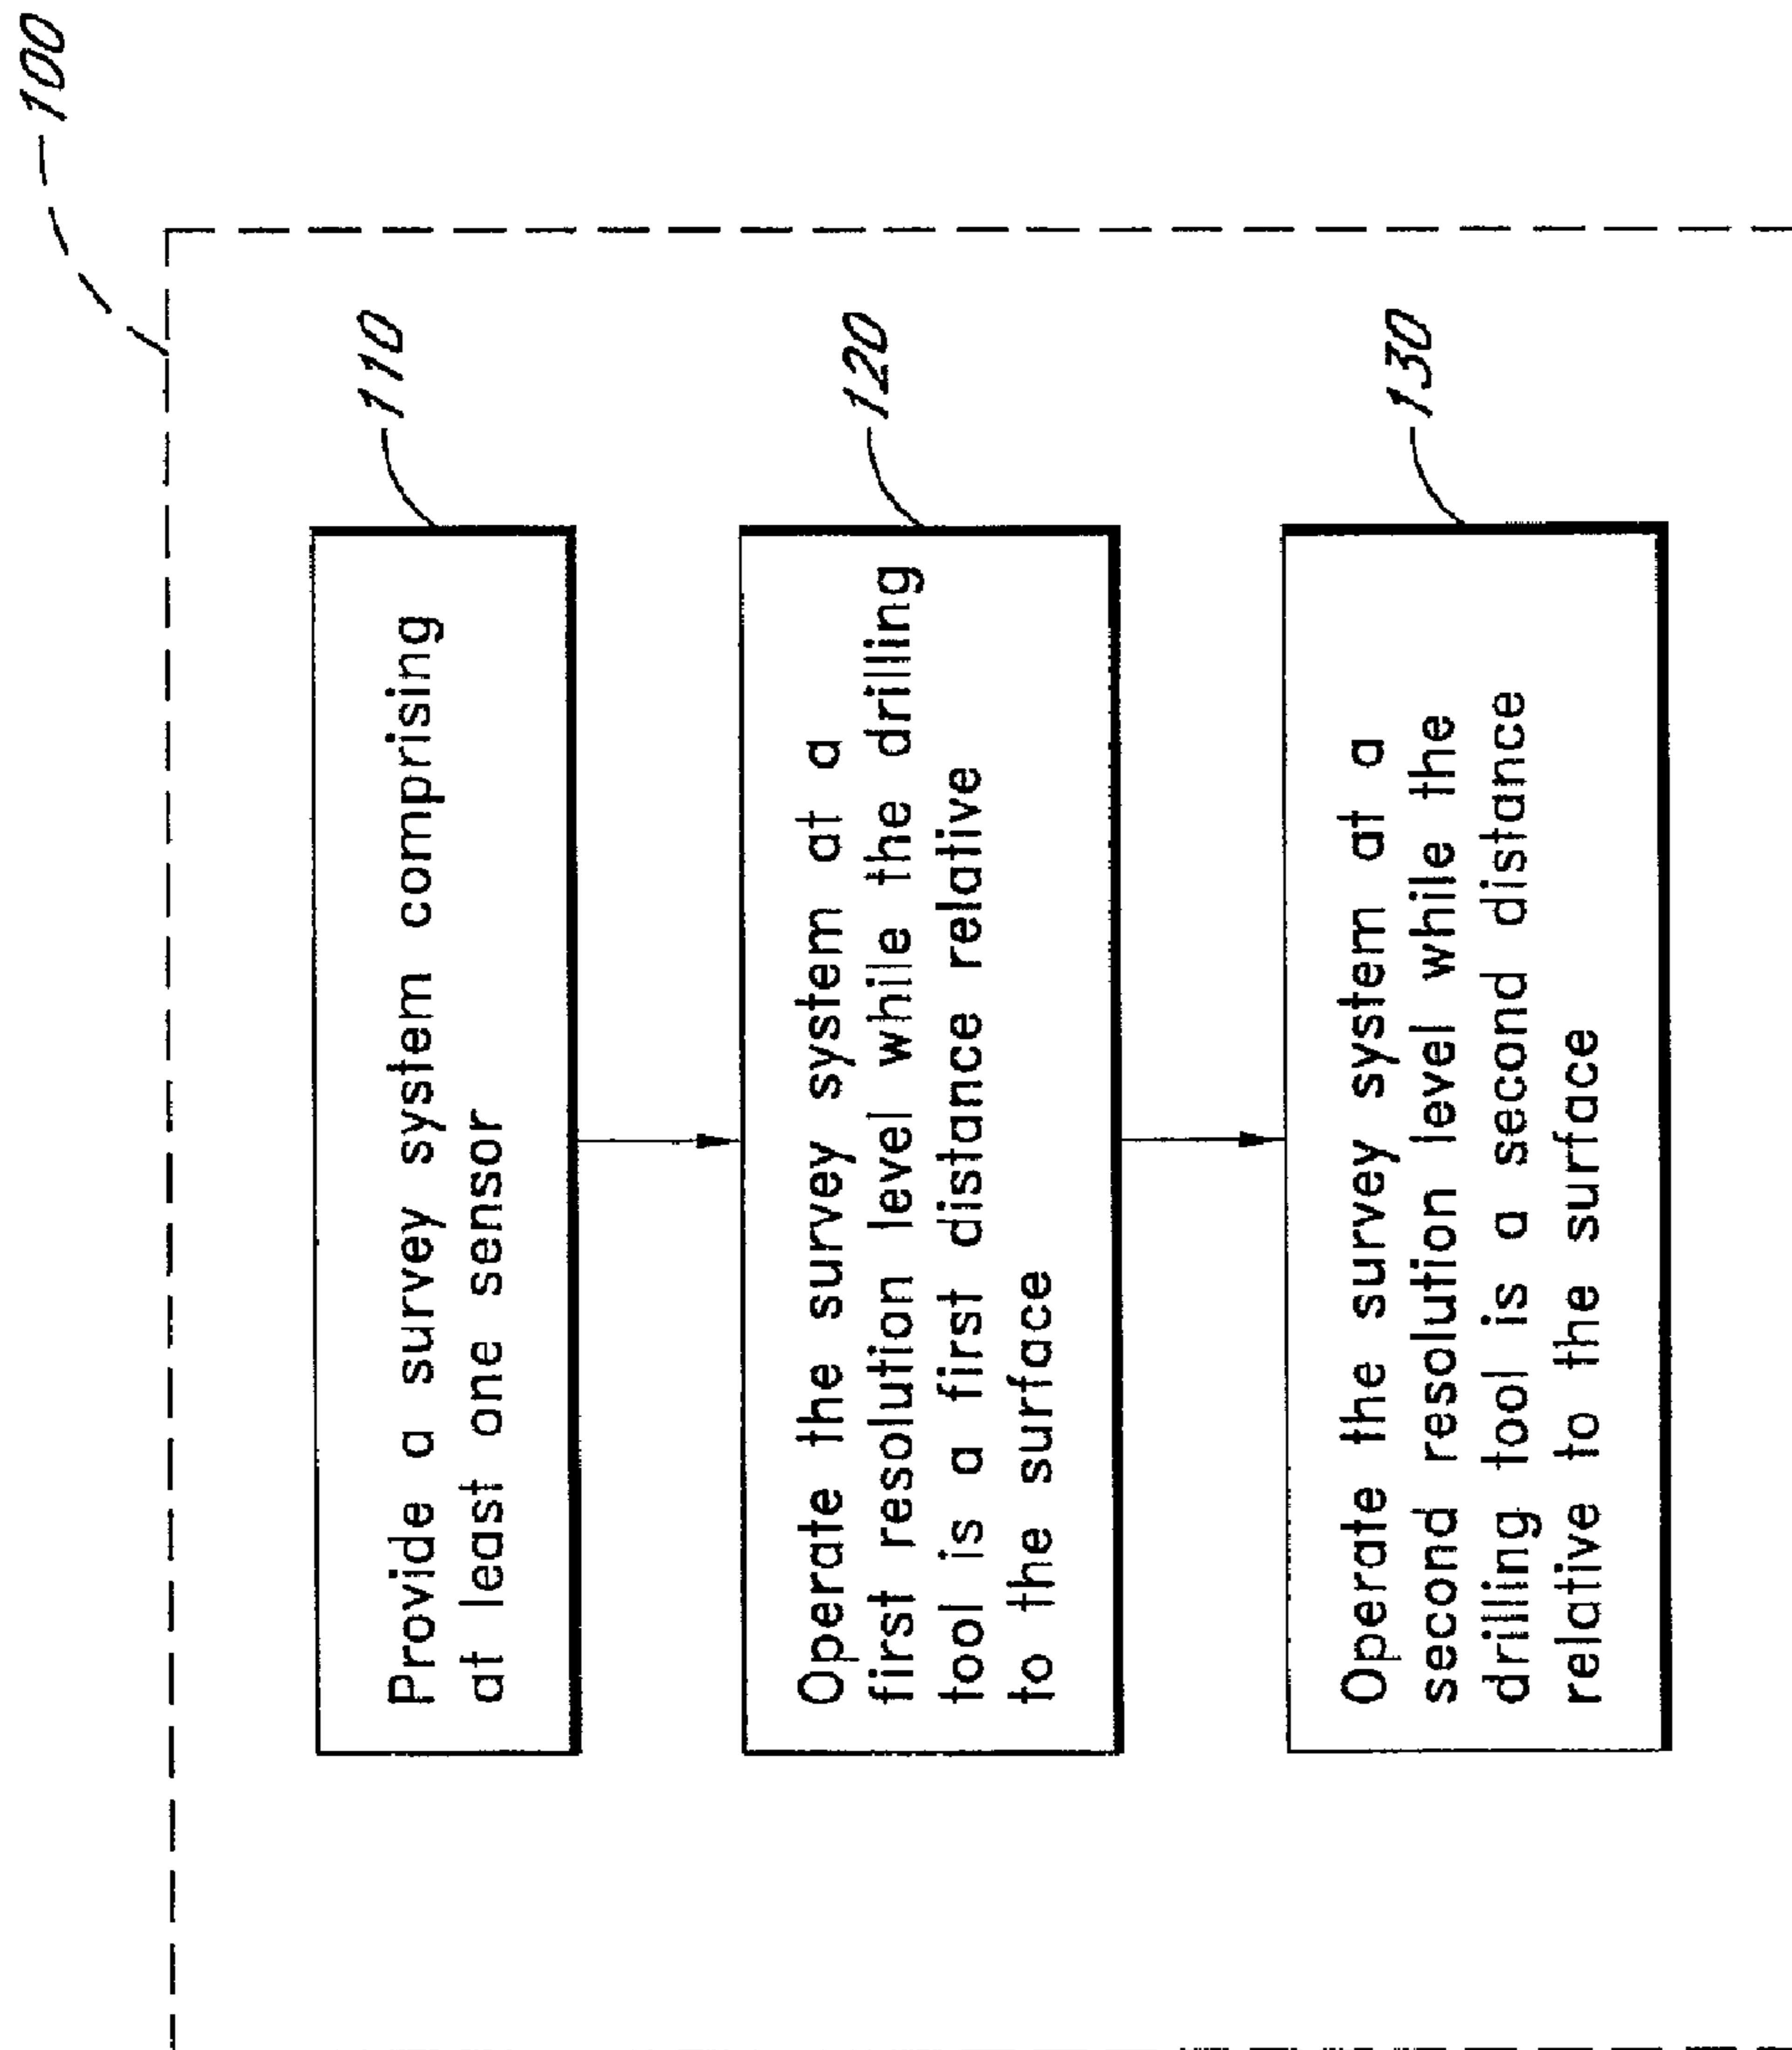 100
110
Provide a survey system comprising
at least one sensor
120
Operate the survey system at a
first resolution level while the drilling
tool is a first distance relative
to the surface
130
Operate the survey system at a
second resolution level while the
drilling tool is a second distance
relative to the surface